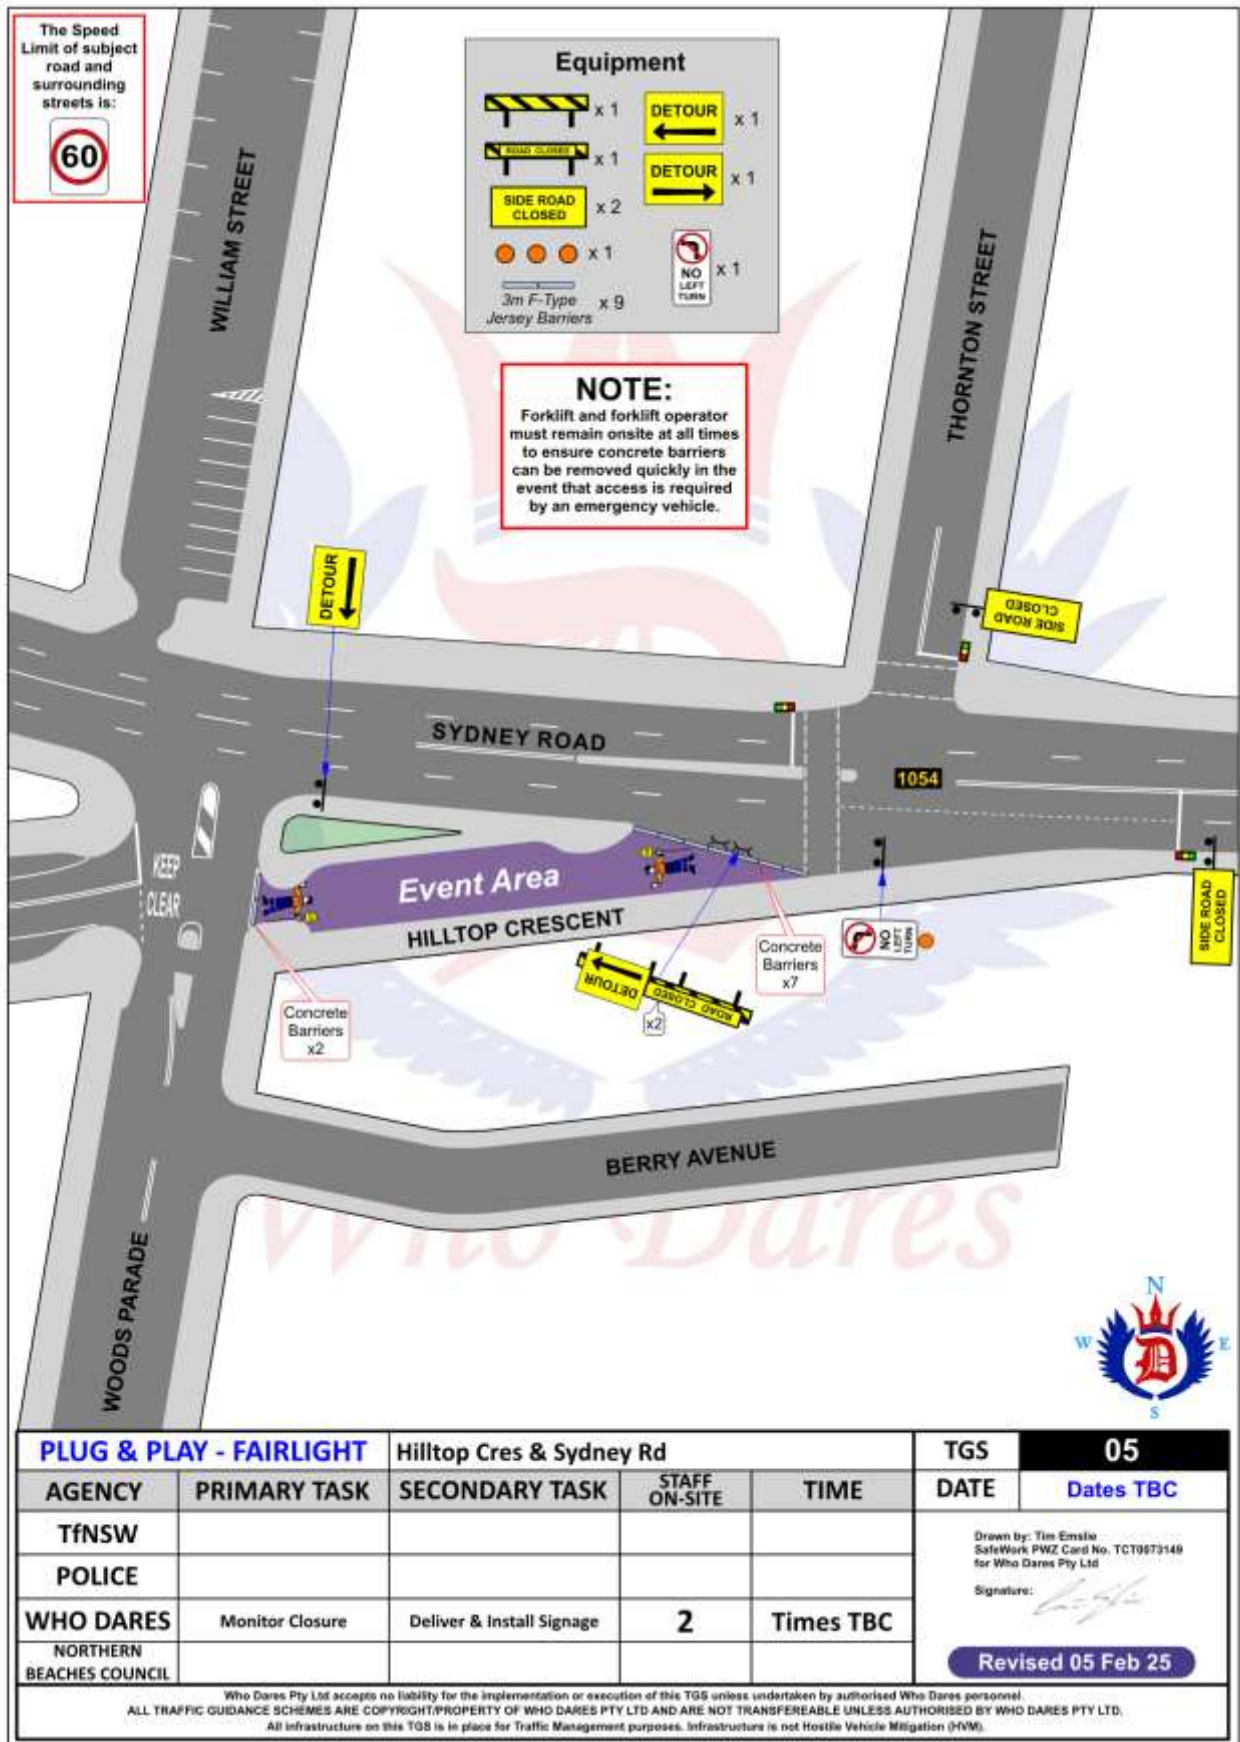 The Speed
Limit of subject
road and
surrounding
streets is:
60
Equipment
x 1
DETOUR
x 1
ROAD CLOSED
x 1
DETOUR
x 1
SIDE ROAD
CLOSED
x 2
x 1
NO
LEFT
TURN
x 1
3m F-Type
Jersey Barriers
x 9
NOTE:
Forklift and forklift operator
must remain onsite at all times
to ensure concrete barriers
can be removed quickly in the
event that access is required
by an emergency vehicle.
WILLIAM STREET
THORNTON STREET
DETOUR
SIDE ROAD
CLOSED
SYDNEY ROAD
1054
KEEP
CLEAR
Event Area
HILLTOP CRESCENT
NO
LEFT
TURN
SIDE ROAD
CLOSED
Concrete
Barriers
x7
DETOUR
ROAD CLOSED
x2
Concrete
Barriers
x2
BERRY AVENUE
Who Dares
WOODS PARADE
N
W
E
D
S
PLUG & PLAY - FAIRLIGHT
Hilltop Cres & Sydney Rd
TGS
05
AGENCY
PRIMARY TASK
SECONDARY TASK
STAFF
ON-SITE
TIME
DATE
Dates TBC
TfNSW
POLICE
WHO DARES
Monitor Closure
Deliver & Install Signage
2
Times TBC
NORTHERN
BEACHES COUNCIL
Drawn by: Tim Emslie
SafeWork PWZ Card No. TCT0073149
for Who Dares Pty Ltd
Signature:
Revised 05 Feb 25
Who Dares Pty Ltd accepts no liability for the implementation or execution of this TGS unless undertaken by authorised Who Dares personnel.
ALL TRAFFIC GUIDANCE SCHEMES ARE COPYRIGHT/PROPERTY OF WHO DARES PTY LTD AND ARE NOT TRANSFEREABLE UNLESS AUTHORISED BY WHO DARES PTY LTD.
All infrastructure on this TGS is in place for Traffic Management purposes. Infrastructure is not Hostile Vehicle Mitigation (HVM).